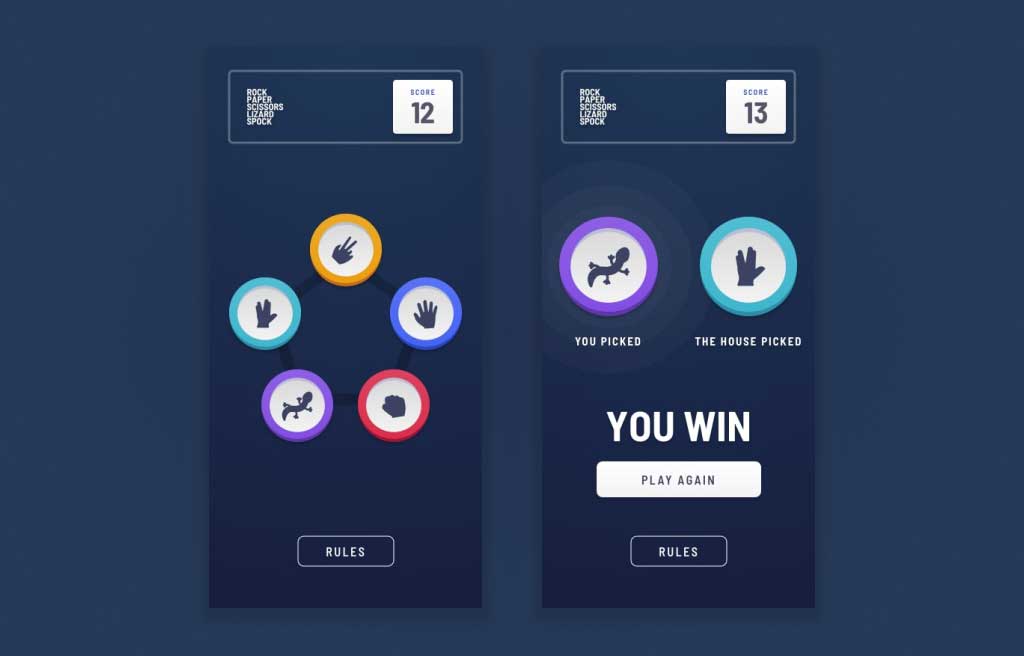 ROCK
PAPER
SCISSORS
LIZARD
SPOCK
SCORE
12
RULES
ROCK
PAPER
SCISSORS
LIZARD
SPOCK
SCORE
13
YOU PICKED
THE HOUSE PICKED
YOU WIN
PLAY AGAIN
RULES